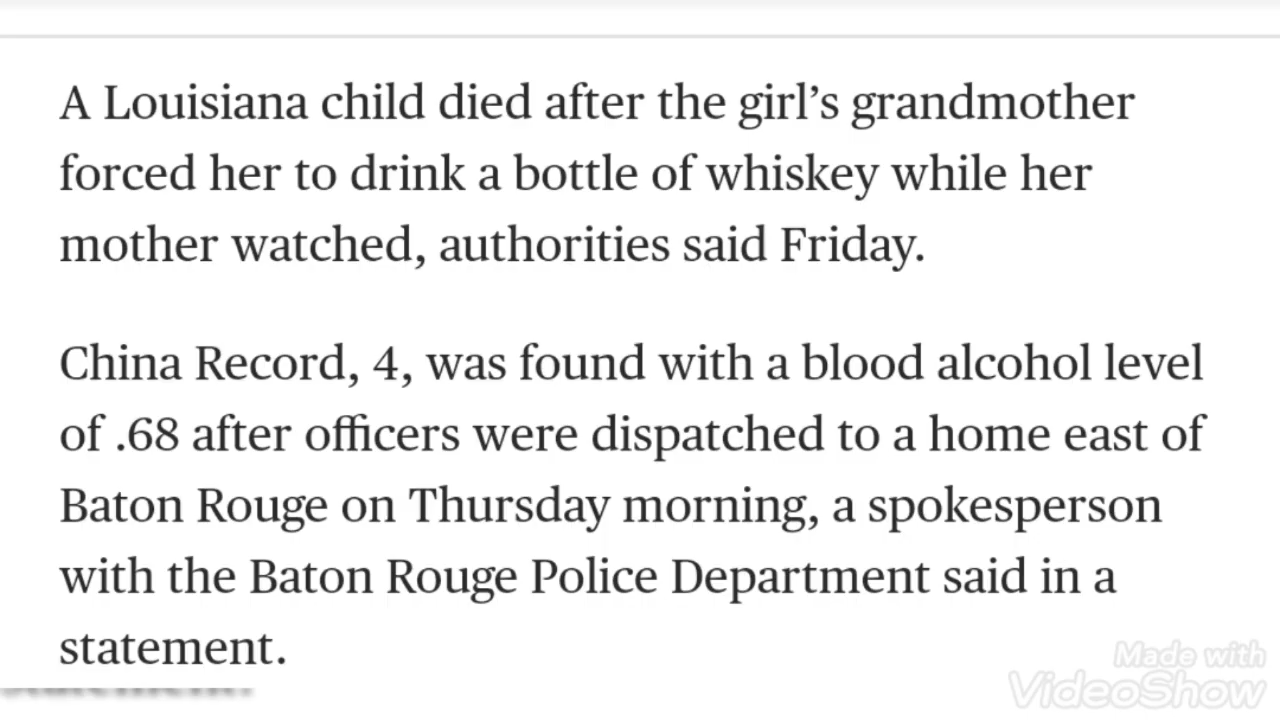 A Louisiana child died after the girl’s grandmother
forced her to drink a bottle of whiskey while her
mother watched, authorities said Friday.
China Record, 4, was found with a blood alcohol level
of .68 after officers were dispatched to a home east of
Baton Rouge on Thursday morning, a spokesperson
with the Baton Rouge Police Department said in a
statement.
Made with
VideoShow